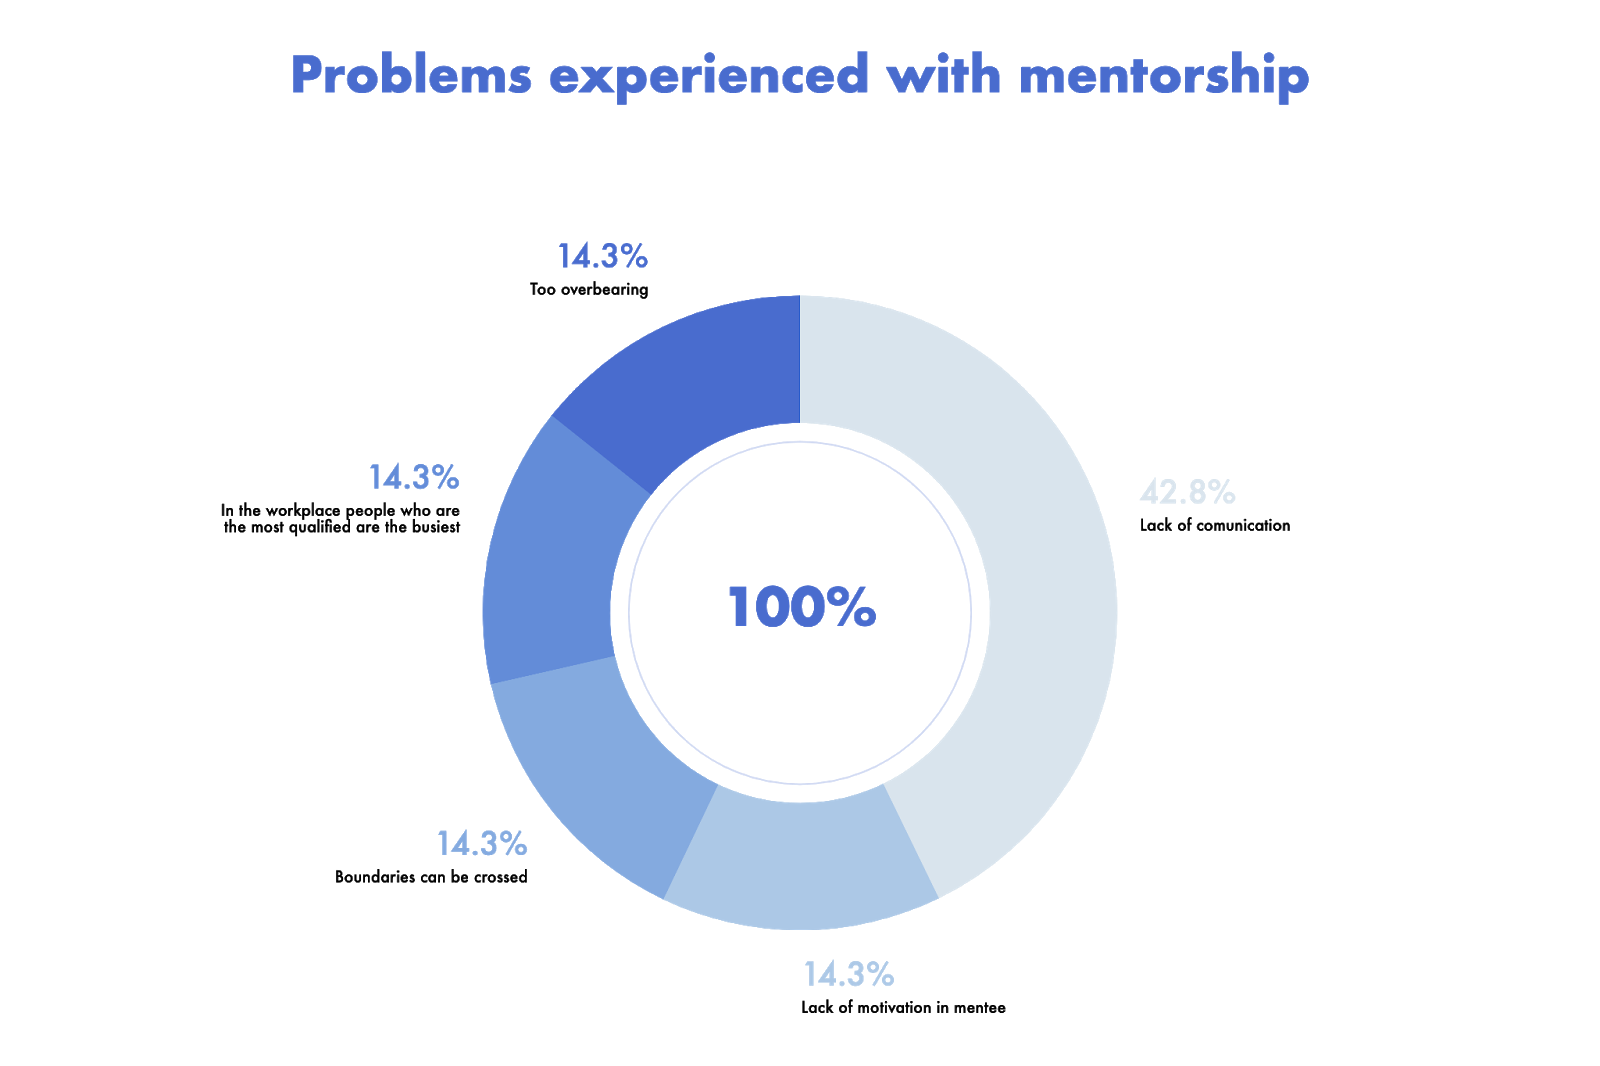 Problems experienced with mentorship
14.3%
Too overbearing
14.3%
In the workplace people who are
the most qualified are the busiest
42.8%
Lack of comunication
100%
14.3%
Boundaries can be crossed
14.3%
Lack of motivation in mentee